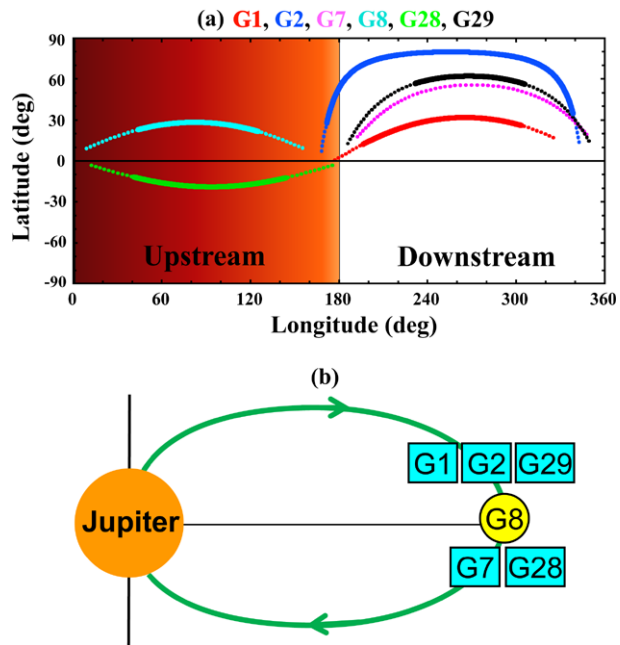 (a) G1, G2, G7, G8, G28, G29
90
60
30
0
-30
-60
-90
Latitude (deg)
Upstream
Downstream
0 60 120 180 240 300 360
Longitude (deg)
(b)
G1 G2 G29
Jupiter
G8
G7 G28